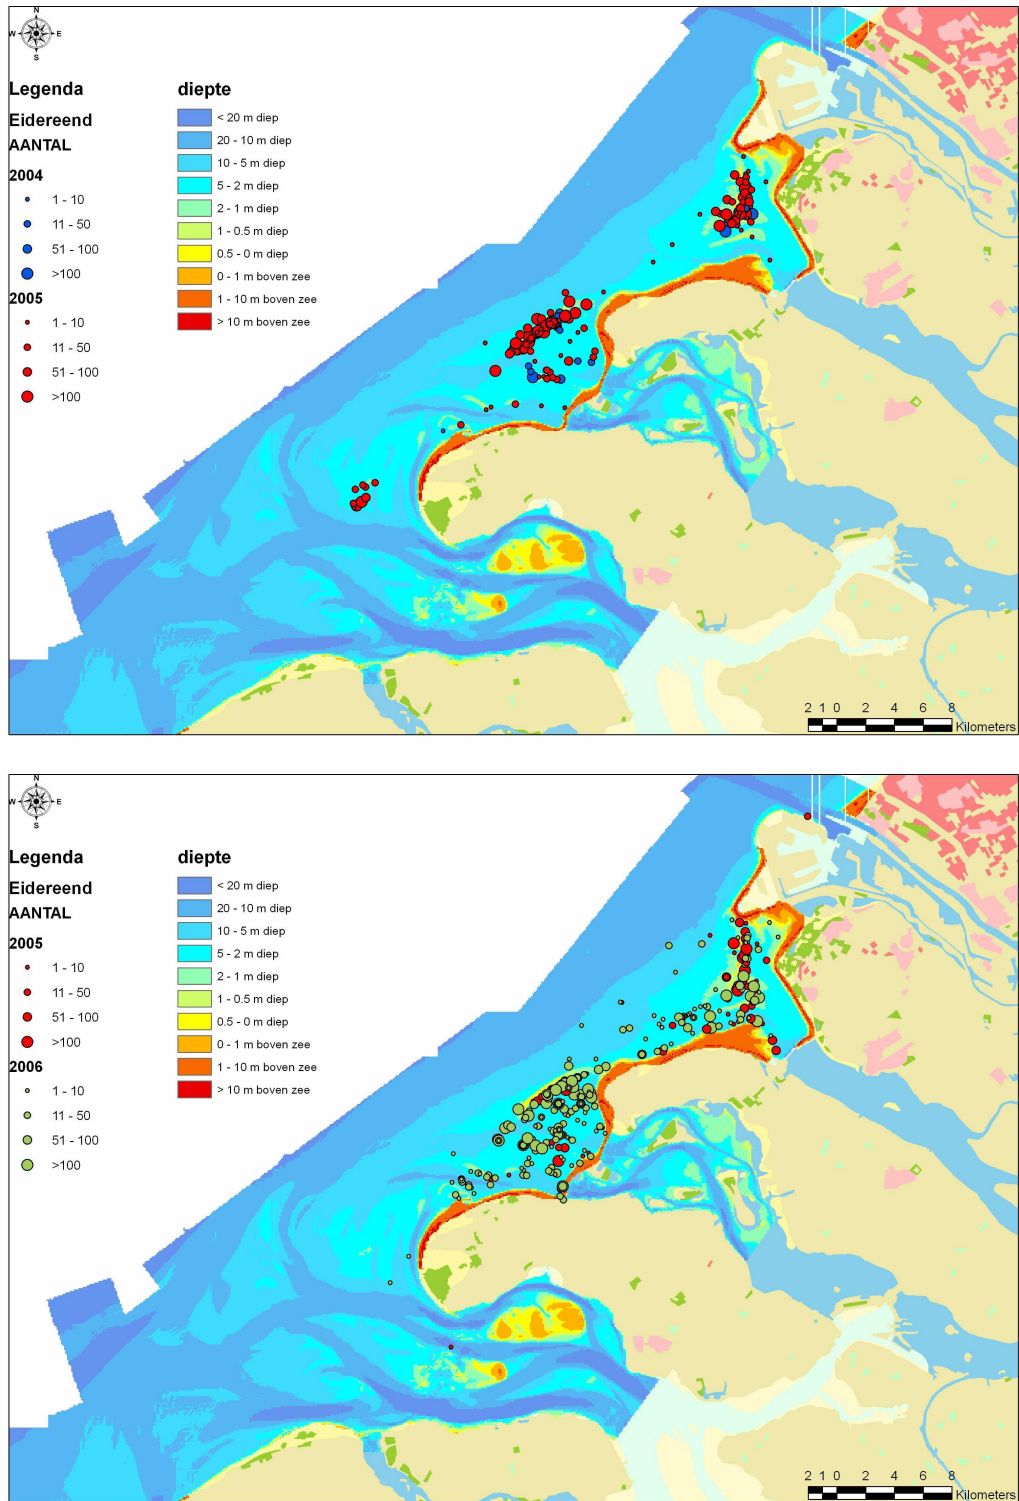 N
W E
S
Legenda
Eidereend
AANTAL
2004
1 - 10
11 - 50
51 - 100
>100
2005
1 - 10
11 - 50
51 - 100
>100
diepte
< 20 m diep
20 - 10 m diep
10 - 5 m diep
5 - 2 m diep
2 - 1 m diep
1 - 0.5 m diep
0.5 - 0 m diep
0 - 1 m boven zee
1 - 10 m boven zee
> 10 m boven zee
2 1 0 2 4 6 8
Kilometers
N
W E
S
Legenda
Eidereend
AANTAL
2005
1 - 10
11 - 50
51 - 100
>100
2006
1 - 10
11 - 50
51 - 100
>100
diepte
< 20 m diep
20 - 10 m diep
10 - 5 m diep
5 - 2 m diep
2 - 1 m diep
1 - 0.5 m diep
0.5 - 0 m diep
0 - 1 m boven zee
1 - 10 m boven zee
> 10 m boven zee
2 1 0 2 4 6 8
Kilometers